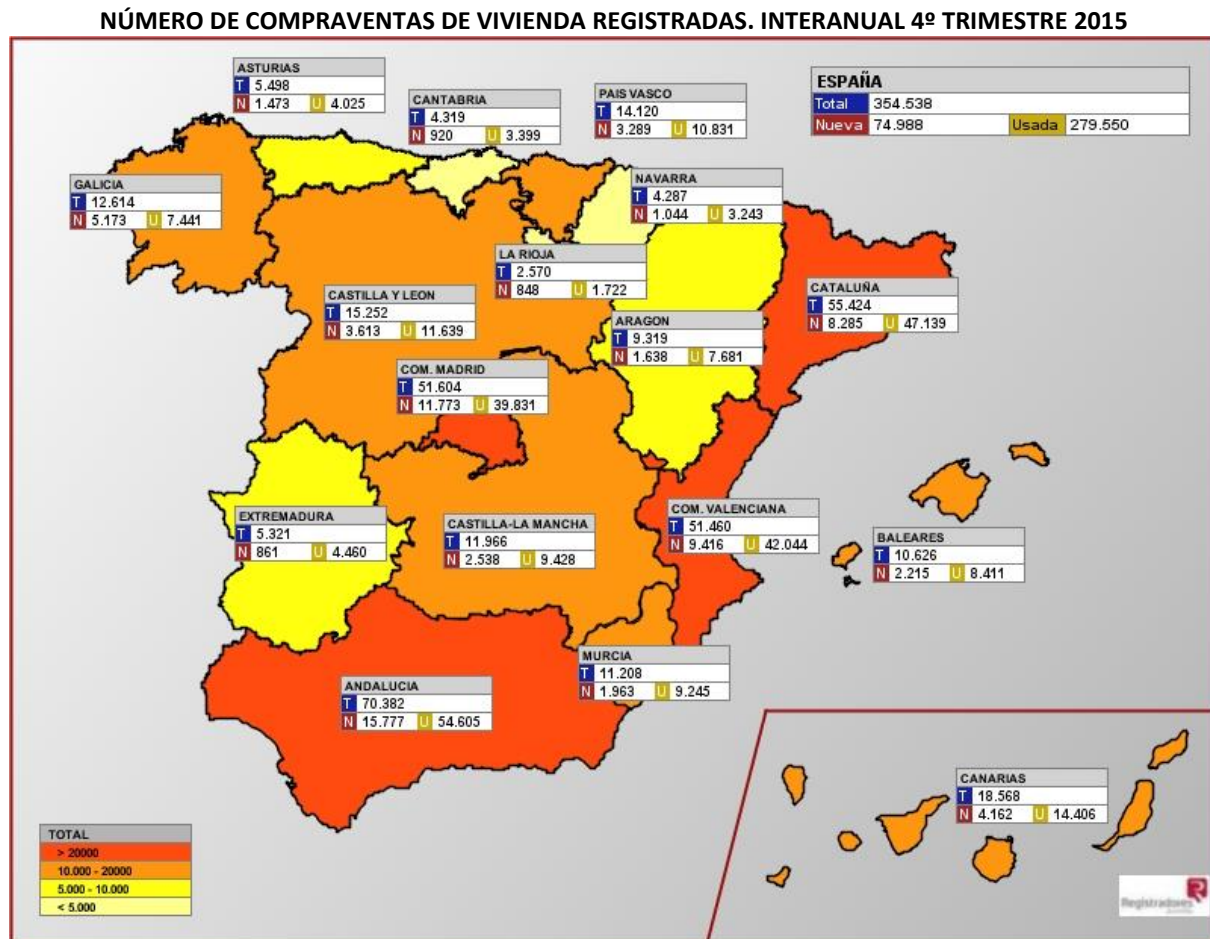 NÚMERO DE COMPRAVENTAS DE VIVIENDA REGISTRADAS. INTERANUAL 4º TRIMESTRE 2015
ASTURIAS
T 5.498
N 1.473 U 4.025
CANTABRIA
T 4.319
N 920 U 3.399
PAIS VASCO
T 14.120
N 3.289 U 10.831
ESPAÑA
Total 354.538
Nueva 74.988 Usada 279.550
GALICIA
T 12.614
N 5.173 U 7.441
NAVARRA
T 4.287
N 1.044 U 3.243
LA RIOJA
T 2.570
N 848 U 1.722
CASTILLA Y LEON
T 15.252
N 3.613 U 11.639
CATALUÑA
T 55.424
N 8.285 U 47.139
ARAGON
T 9.319
N 1.638 U 7.681
COM. MADRID
T 51.604
N 11.773 U 39.831
EXTREMADURA
T 5.321
N 861 U 4.460
CASTILLA-LA MANCHA
T 11.966
N 2.538 U 9.428
COM. VALENCIANA
T 51.460
N 9.416 U 42.044
BALEARES
T 10.626
N 2.215 U 8.411
MURCIA
T 11.208
N 1.963 U 9.245
ANDALUCIA
T 70.382
N 15.777 U 54.605
CANARIAS
T 18.568
N 4.162 U 14.406
TOTAL
> 20000
10.000 - 20000
5.000 - 10.000
< 5.000
Registradores